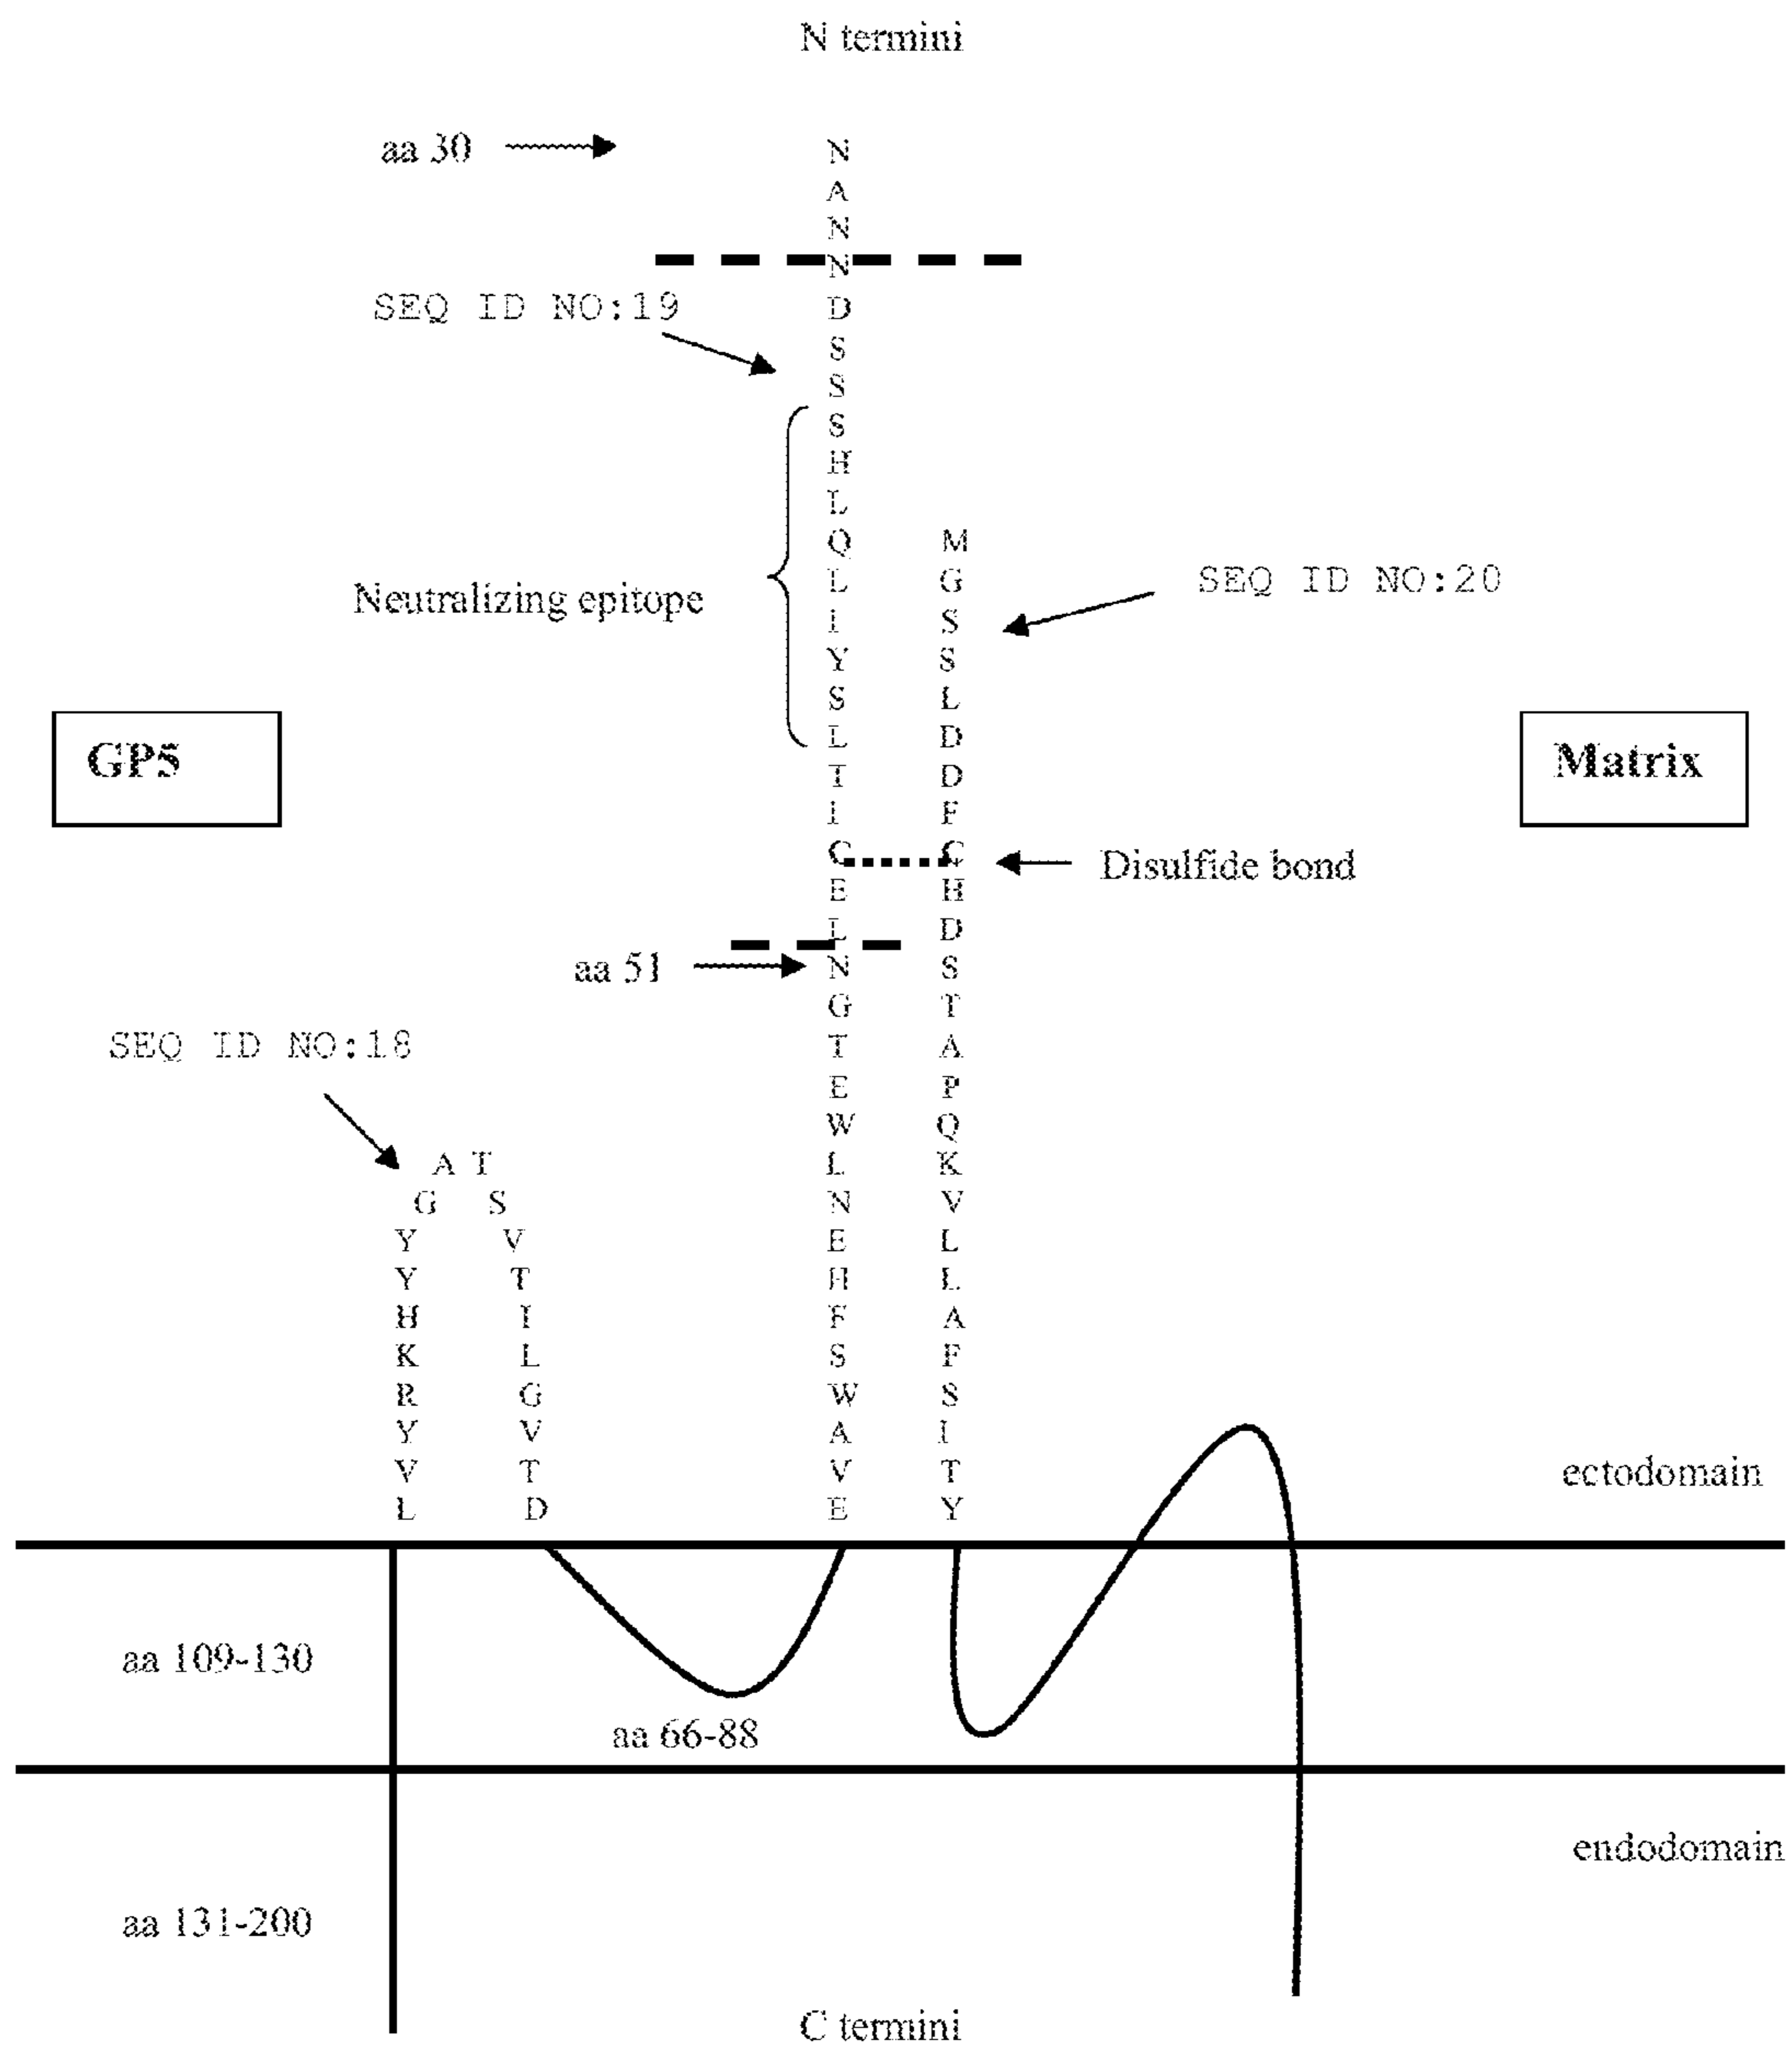 N termini
aa 30 N
A
N
N
SEQ ID NO:19 D
S
S
S
H
L
Q M
L G SEQ ID NO:20
Neutralizing epitope
I S
Y S
S L
L D
GP5 Matrix
T D
I F
C C Disulfide bond
E H
L D
aa 51 N S
G T
SEQ ID NO:18 T A
E P
W Q
A T L K
G S N V
Y V E L
Y T H L
H I F A
K L S F
R G W S
Y V A I
V T V T ectodomain
L D E Y
aa 109-130
aa 66-88
endodomain
aa 131-200
C termini